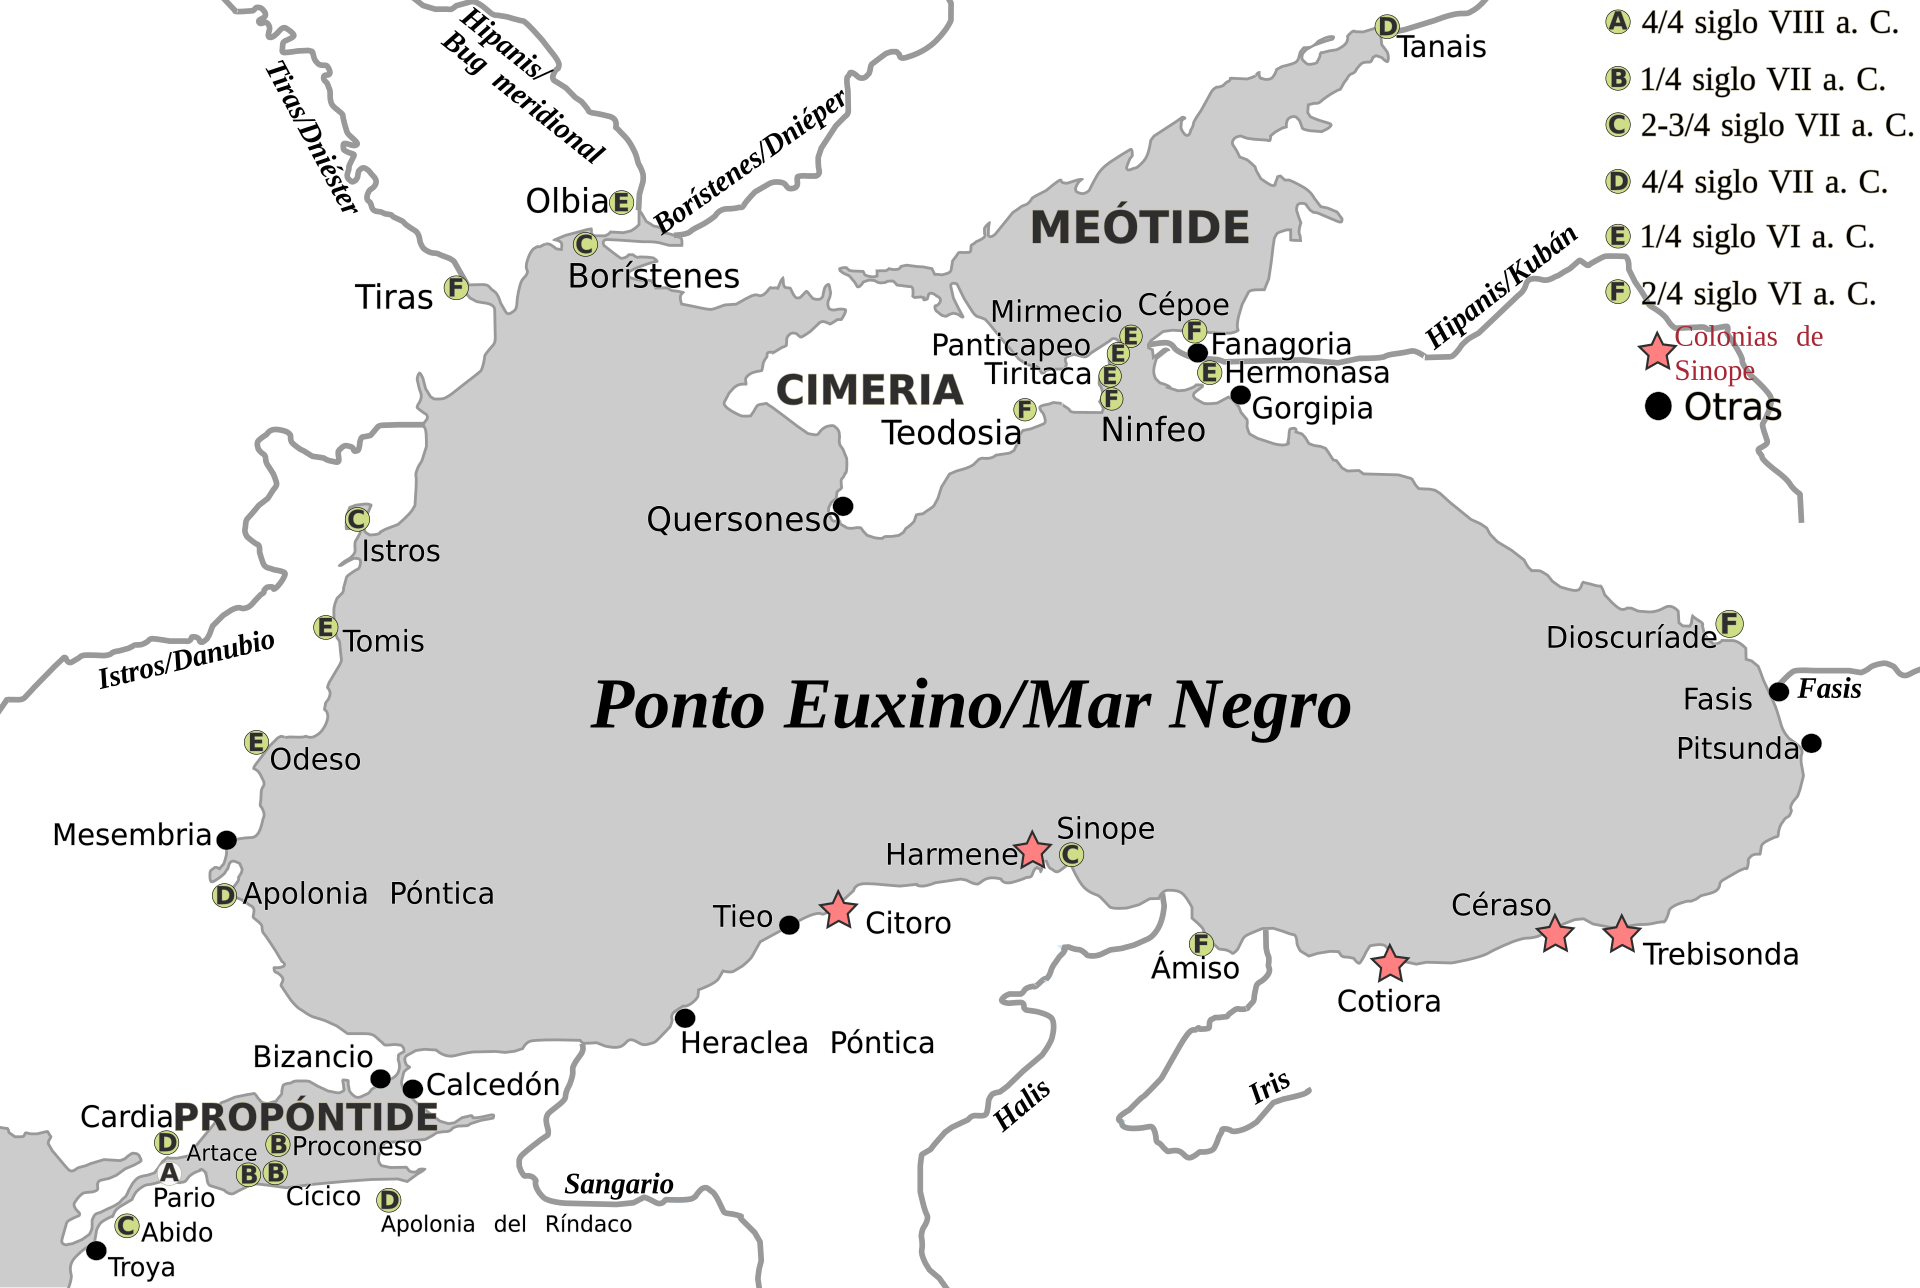 D
Tanais
A 4/4 siglo VIII a. C.
B 1/4 siglo VII a. C.
C 2-3/4 siglo VII a. C.
D 4/4 siglo VII a. C.
E 1/4 siglo VI a. C.
F 2/4 siglo VI a. C.
Colonias de
Sinope
Otras
Hipanis/
Bug meridional
Tiras/Dniéster
Borístenes/Dniéper
Olbia E
C
Borístenes
Tiras F
MEÓTIDE
Hipanis/Kubán
Mirmecio E
Cépoe
F
Panticapeo E
Fanagoria
Tiritaca E
E Hermonasa
CIMERIA
F
F
Gorgipia
Teodosia
Ninfeo
Quersoneso
C
Istros
E Tomis
Istros/Danubio
F
Dioscuríade
Fasis
Fasis
Pitsunda
Ponto Euxino/Mar Negro
E
Odeso
Mesembria
D Apolonia Póntica
Sinope
Harmene
C
Tieo
Citoro
Céraso
F
Ámiso
Trebisonda
Cotiora
Heraclea Póntica
Bizancio
Calcedón
Halis
Iris
Cardia
PROPÓNTIDE
D
Artace
B Proconeso
A
B B
Pario
Cícico
D
Sangario
Apolonia del Ríndaco
C Abido
Troya